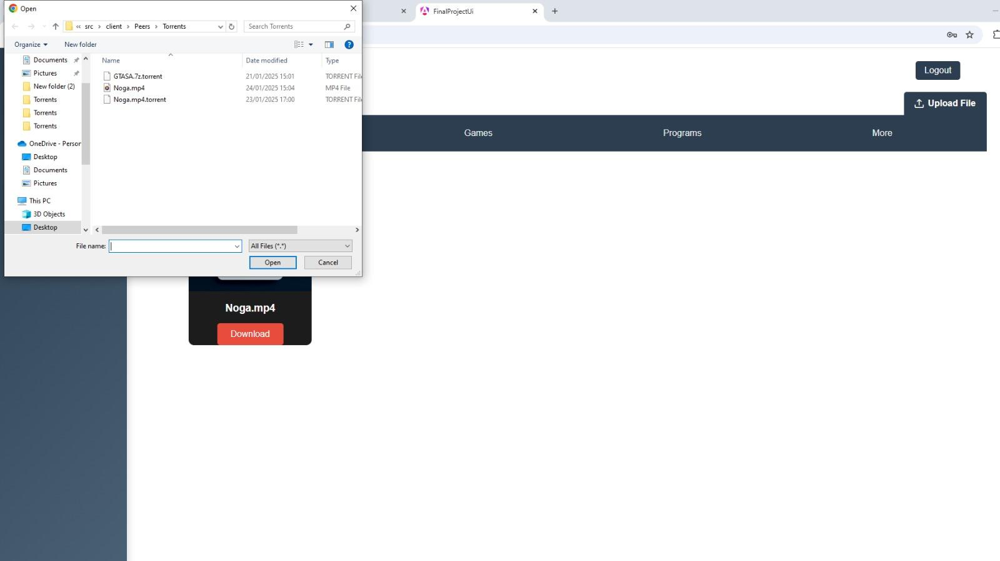 Open
FinalProjectUi
« src › client › Peers › Torrents
Search Torrents
Organize
New folder
Logout
Upload File
Games
Programs
More
Documents
Pictures
New folder (2)
Torrents
Torrents
Torrents
OneDrive - Person
Desktop
Documents
Pictures
This PC
3D Objects
Desktop
Name Date modified Type
GTASA.7z.torrent 21/01/2025 15:01 TORRENT File
Noga.mp4 24/01/2025 15:04 MP4 File
Noga.mp4.torrent 23/01/2025 17:00 TORRENT File
File name:
All Files (*.*)
Open
Cancel
Noga.mp4
Download